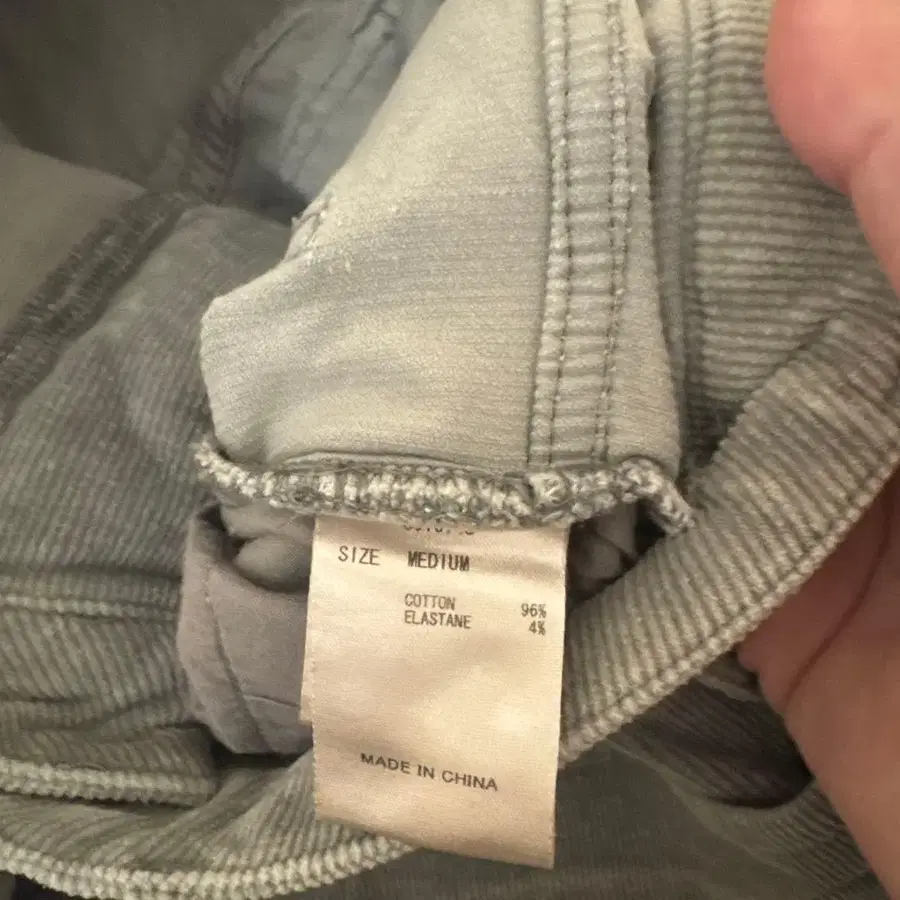 SIZE MEDIUM
COTTON 96%
ELASTANE 4%
MADE IN CHINA